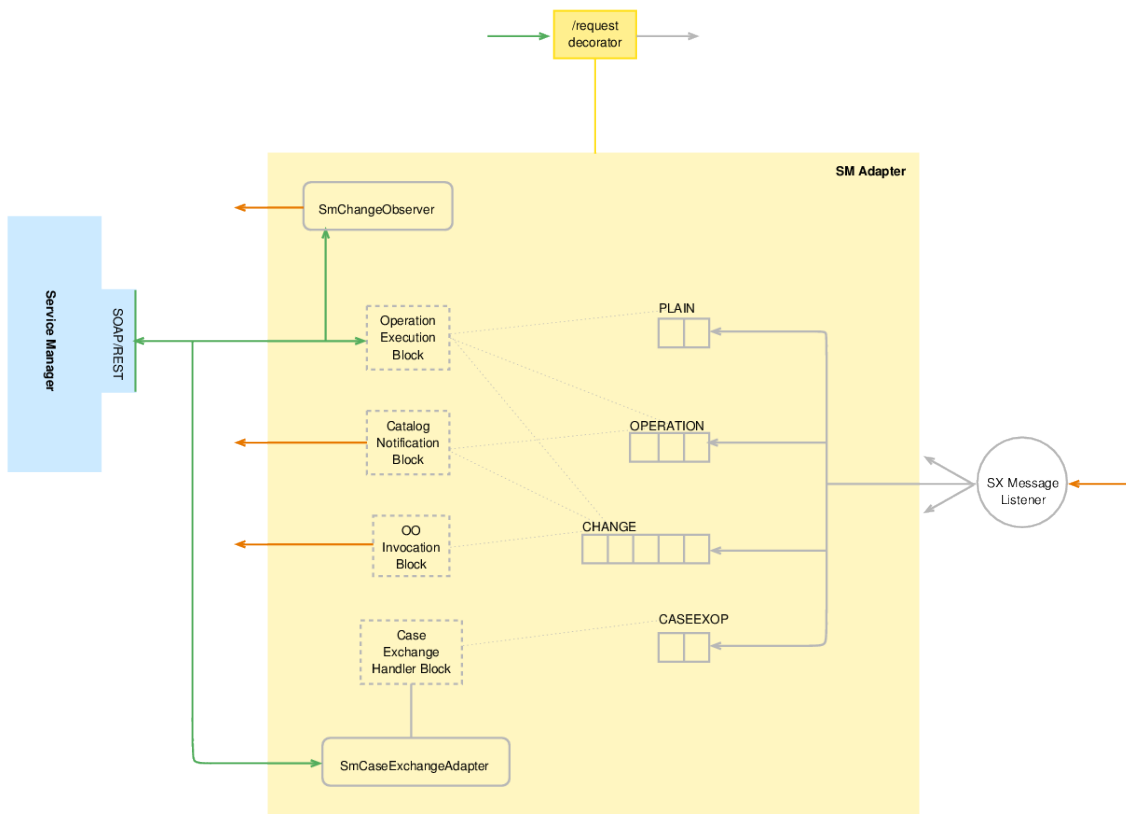 /request
decorator
SM Adapter
SmChangeObserver
Service Manager
SOAP/REST
Operation
Execution
Block
PLAIN
Catalog
Notification
Block
OPERATION
SX Message
Listener
OO
Invocation
Block
CHANGE
Case
Exchange
Handler Block
CASEEXOP
SmCaseExchangeAdapter